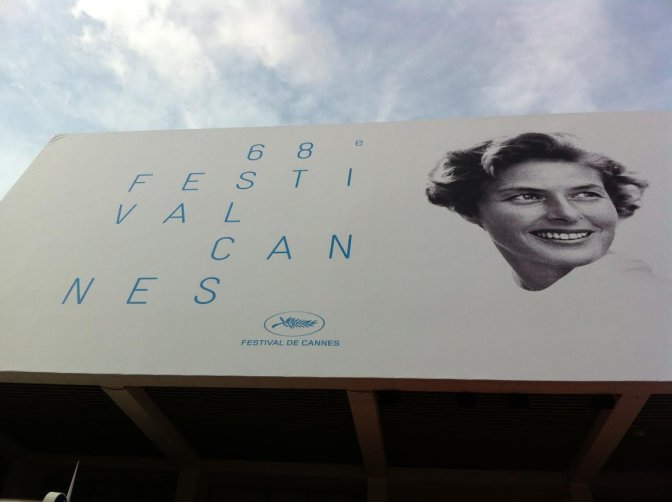 68e
FESTI
VAL
CAN
NES
FESTIVAL DE CANNES